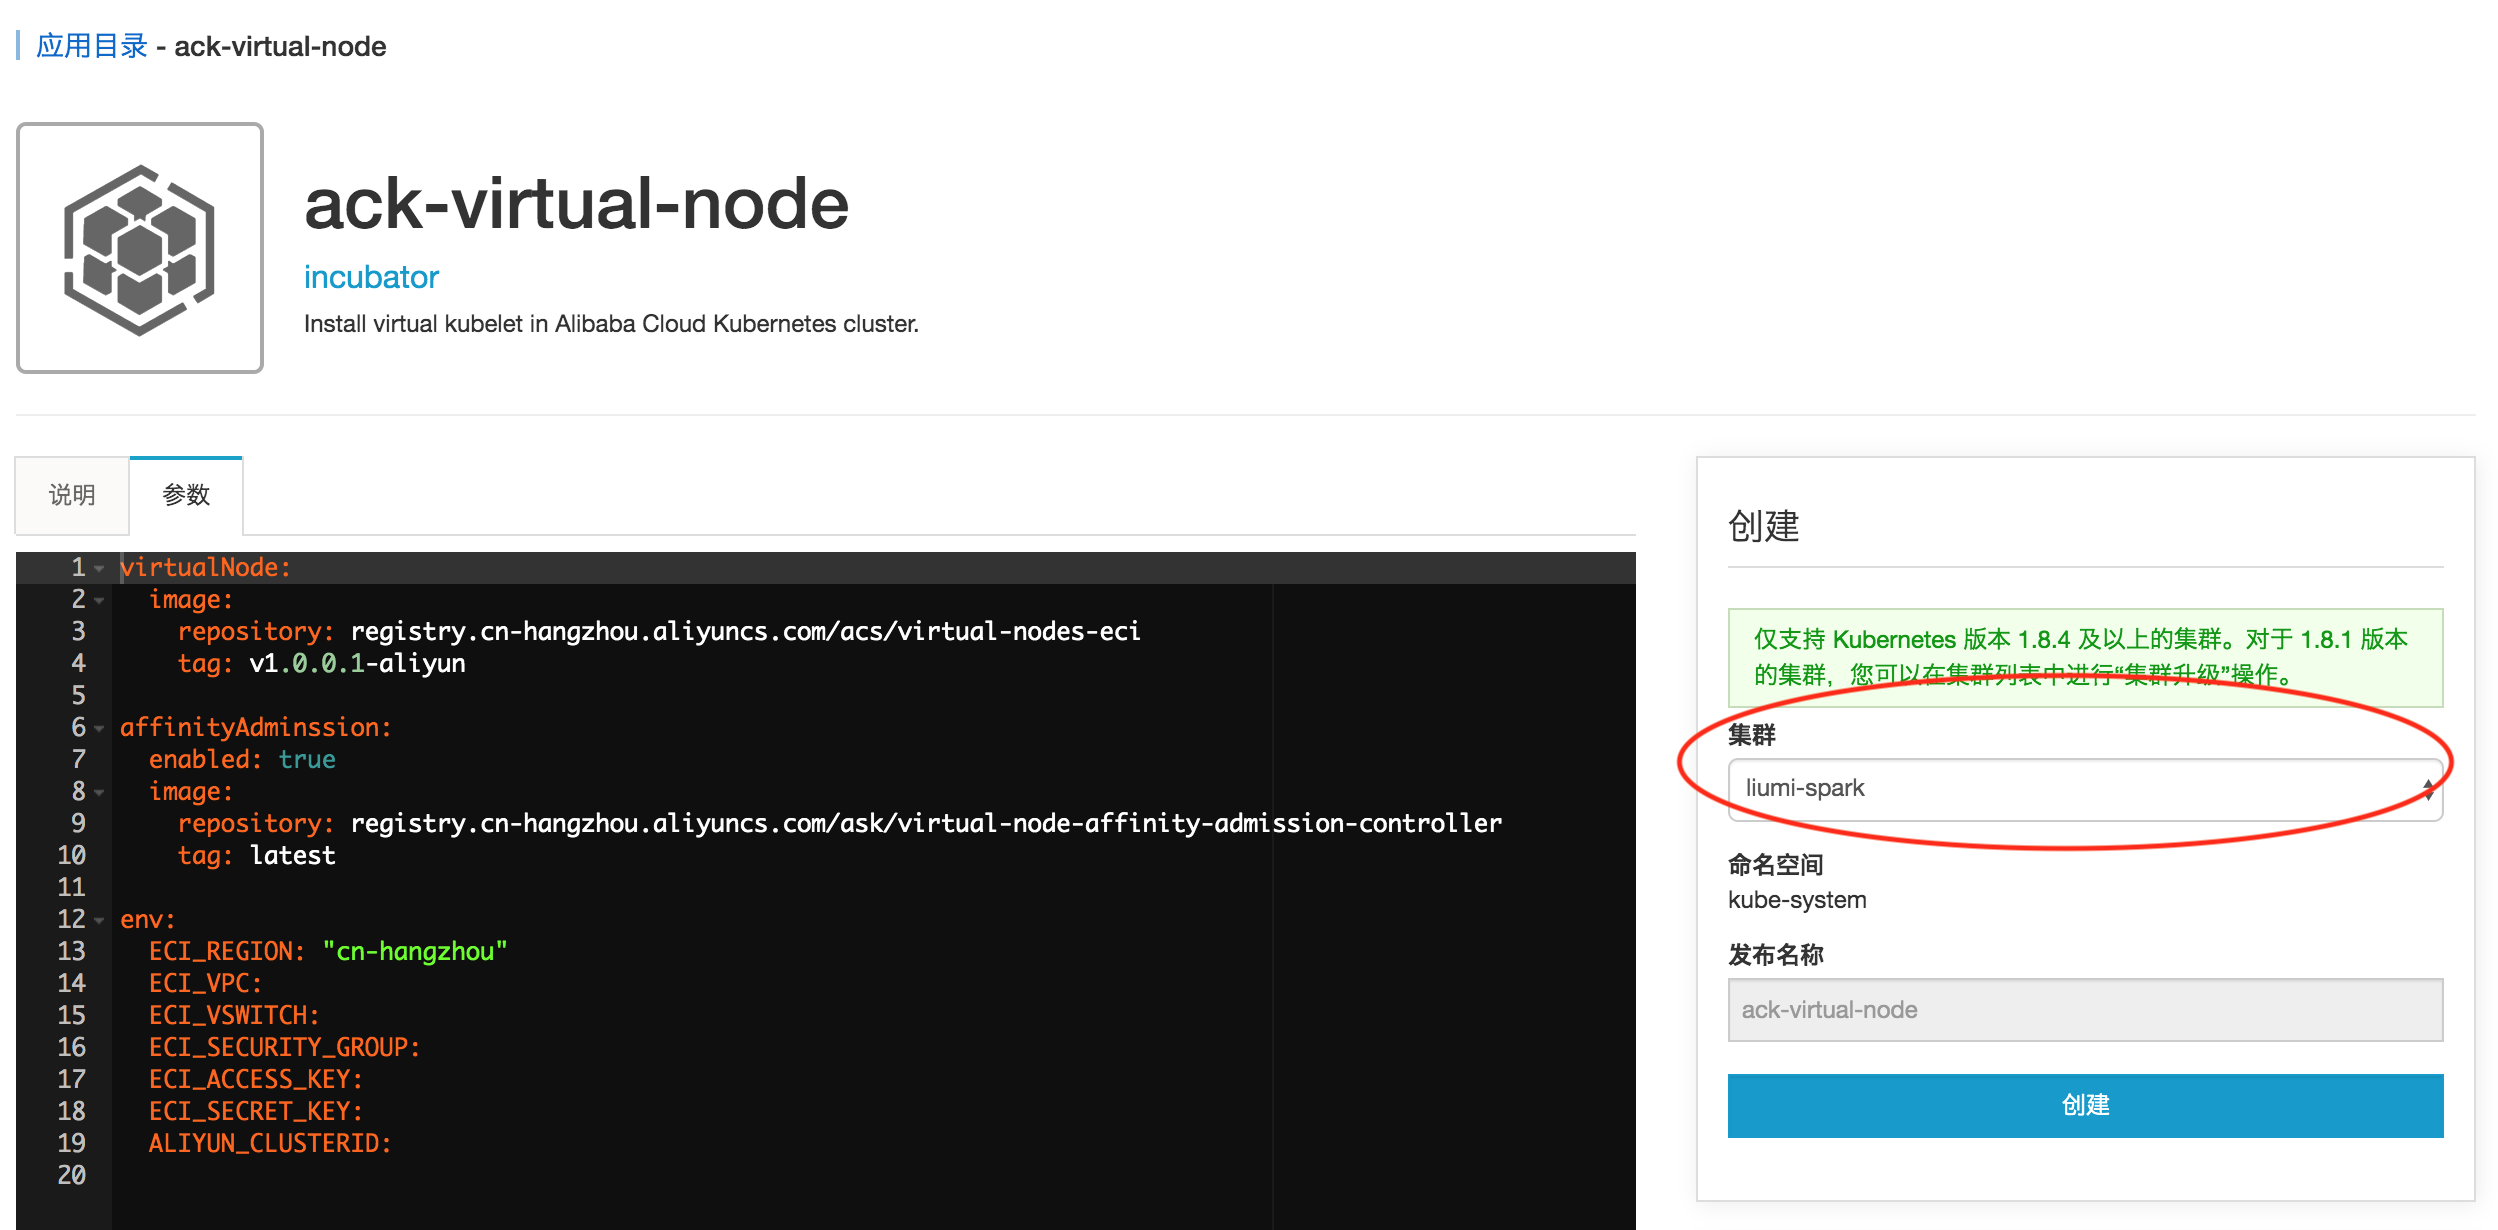 应用目录 - ack-virtual-node
ack-virtual-node
incubator
Install virtual kubelet in Alibaba Cloud Kubernetes cluster.
说明 参数
1 virtualNode:
2 image:
3 repository: registry.cn-hangzhou.aliyuncs.com/acs/virtual-nodes-eci
4 tag: v1.0.0.1-aliyun
5
6 affinityAdminssion:
7 enabled: true
8 image:
9 repository: registry.cn-hangzhou.aliyuncs.com/ask/virtual-node-affinity-admission-controller
10 tag: latest
11
12 env:
13 ECI_REGION: "cn-hangzhou"
14 ECI_VPC:
15 ECI_VSWITCH:
16 ECI_SECURITY_GROUP:
17 ECI_ACCESS_KEY:
18 ECI_SECRET_KEY:
19 ALIYUN_CLUSTERID:
20
创建
仅支持 Kubernetes 版本 1.8.4 及以上的集群。对于 1.8.1 版本
的集群，您可以在集群列表中进行“集群升级”操作。
集群
liumi-spark
命名空间
kube-system
发布名称
ack-virtual-node
创建